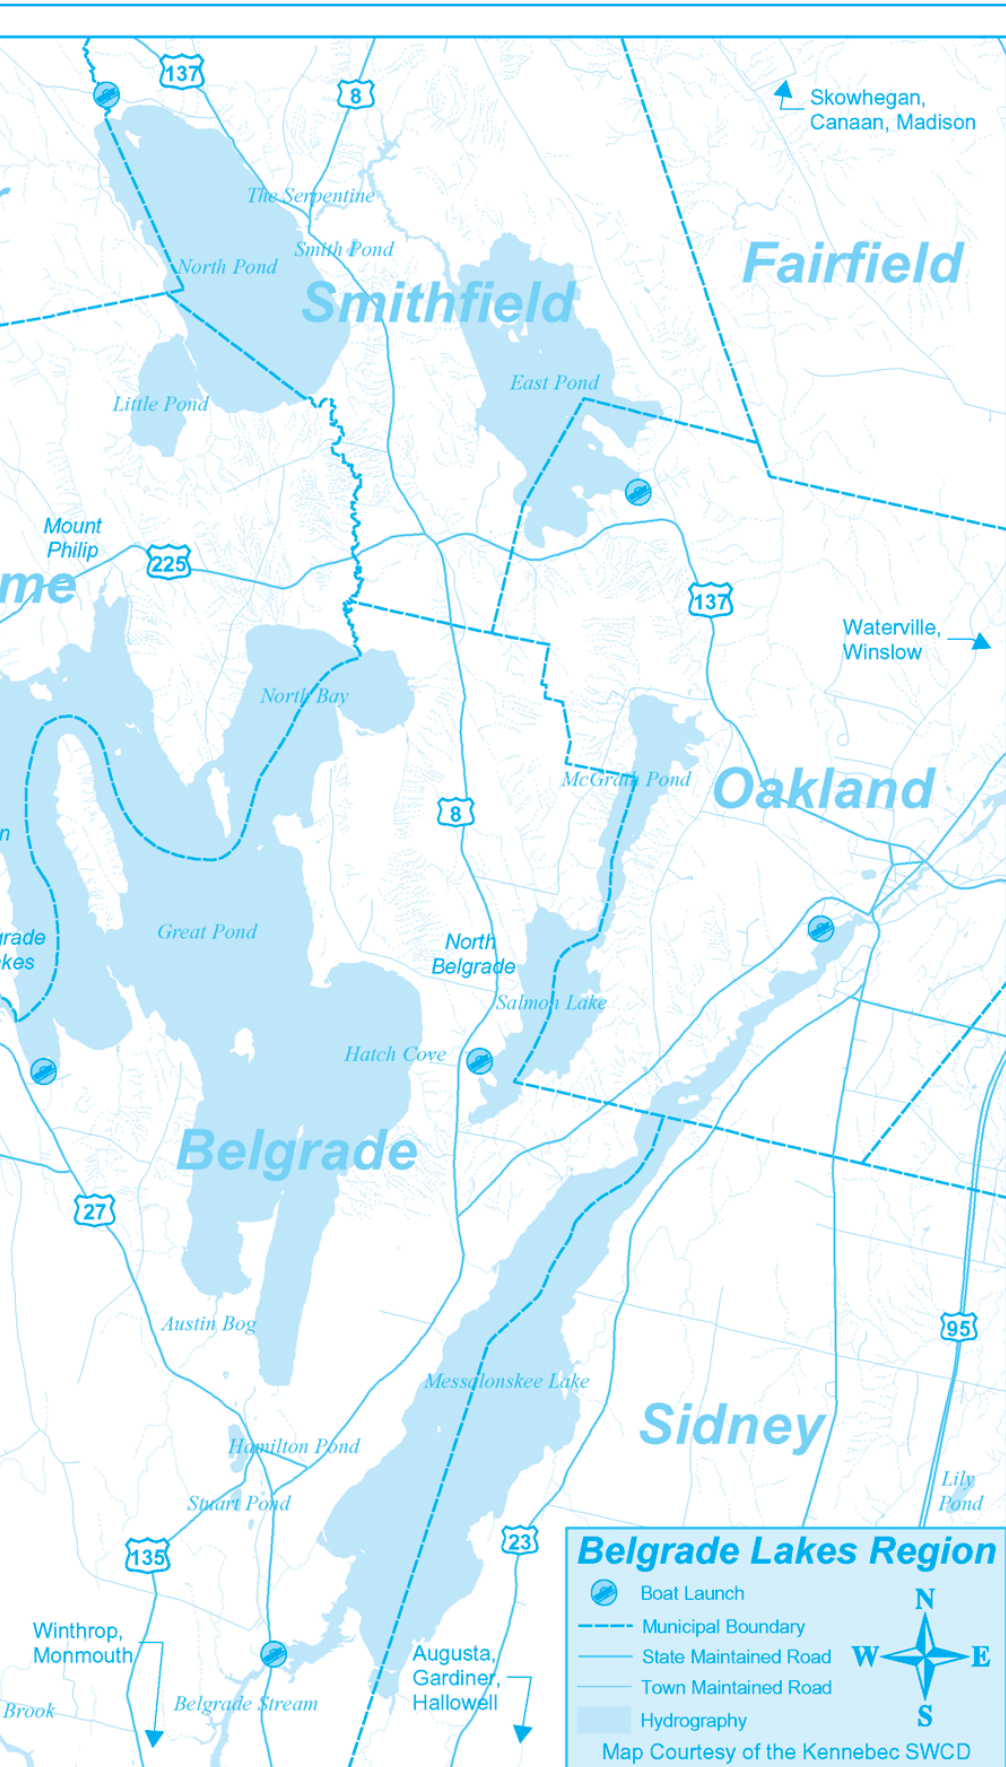 137
8
Skowhegan,
Canaan, Madison
The Serpentine
Smith Pond
North Pond
Fairfield
Smithfield
East Pond
Little Pond
Mount
Philip
225
me
137
Waterville,
Winslow
North Bay
McGrath Pond
Oakland
8
n
Great Pond
grade
kes
North
Belgrade
Salmon Lake
Hatch Cove
Belgrade
27
Austin Bog
95
Messalonskee Lake
Sidney
Hamilton Pond
Stuart Pond
Lily
Pond
135
23
Belgrade Lakes Region
Boat Launch
Municipal Boundary
State Maintained Road
Town Maintained Road
Hydrography
N
W
E
S
Map Courtesy of the Kennebec SWCD
Winthrop,
Monmouth
Augusta,
Gardiner,
Hallowell
Belgrade Stream
Brook